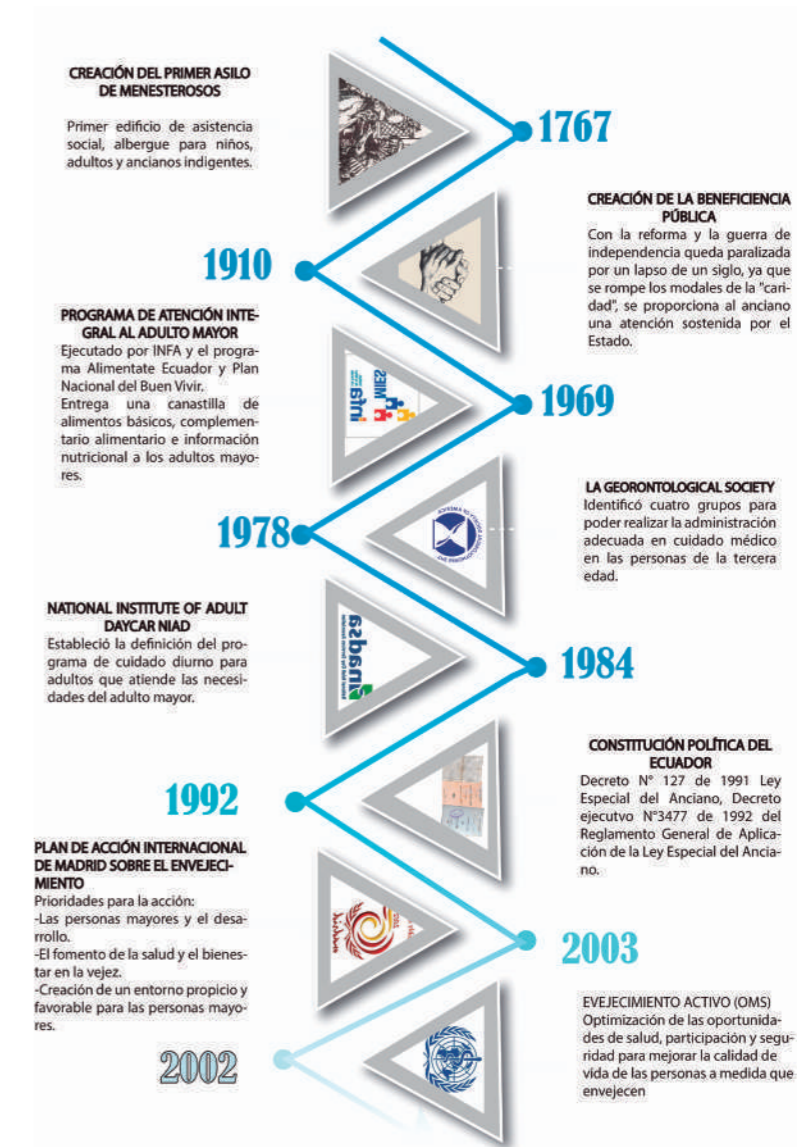 CREACIÓN DEL PRIMER ASILO
DE MENESTEROSOS
Primer edificio de asistencia
social, albergue para niños,
adultos y ancianos indigentes.
1767
CREACIÓN DE LA BENEFICIENCIA
PÚBLICA
Con la reforma y la guerra de
independencia queda paralizada
por un lapso de un siglo, ya que
se rompe los modales de la "cari-
dad", se proporciona al anciano
una atención sostenida por el
Estado.
1910
PROGRAMA DE ATENCIÓN INTE-
GRAL AL ADULTO MAYOR
Ejecutado por INFA y el progra-
ma Alimentate Ecuador y Plan
Nacional del Buen Vivir.
Entrega una canastilla de
alimentos básicos, complemen-
tario alimentario e información
nutricional a los adultos mayo-
res.
MIES
infa
1969
LA GEORONTOLOGICAL SOCIETY
Identificó cuatro grupos para
poder realizar la administración
adecuada en cuidado médico
en las personas de la tercera
edad.
1978
NATIONAL INSTITUTE OF ADULT
DAYCAR NIAD
Estableció la definición del pro-
grama de cuidado diurno para
adultos que atiende las necesi-
dades del adulto mayor.
inadsa
1984
CONSTITUCIÓN POLÍTICA DEL
ECUADOR
Decreto N° 127 de 1991 Ley
Especial del Anciano, Decreto
ejecutvo N°3477 de 1992 del
Reglamento General de Aplica-
ción de la Ley Especial del Ancia-
no.
1992
PLAN DE ACCIÓN INTERNACIONAL
DE MADRID SOBRE EL ENVEJECI-
MIENTO
Prioridades para la acción:
-Las personas mayores y el desa-
rrollo.
-El fomento de la salud y el bienes-
tar en la vejez.
-Creación de un entorno propicio y
favorable para las personas mayo-
res.
2003
EVEJECIMIENTO ACTIVO (OMS)
Optimización de las oportunida-
des de salud, participación y segu-
ridad para mejorar la calidad de
vida de las personas a medida que
envejecen
2002